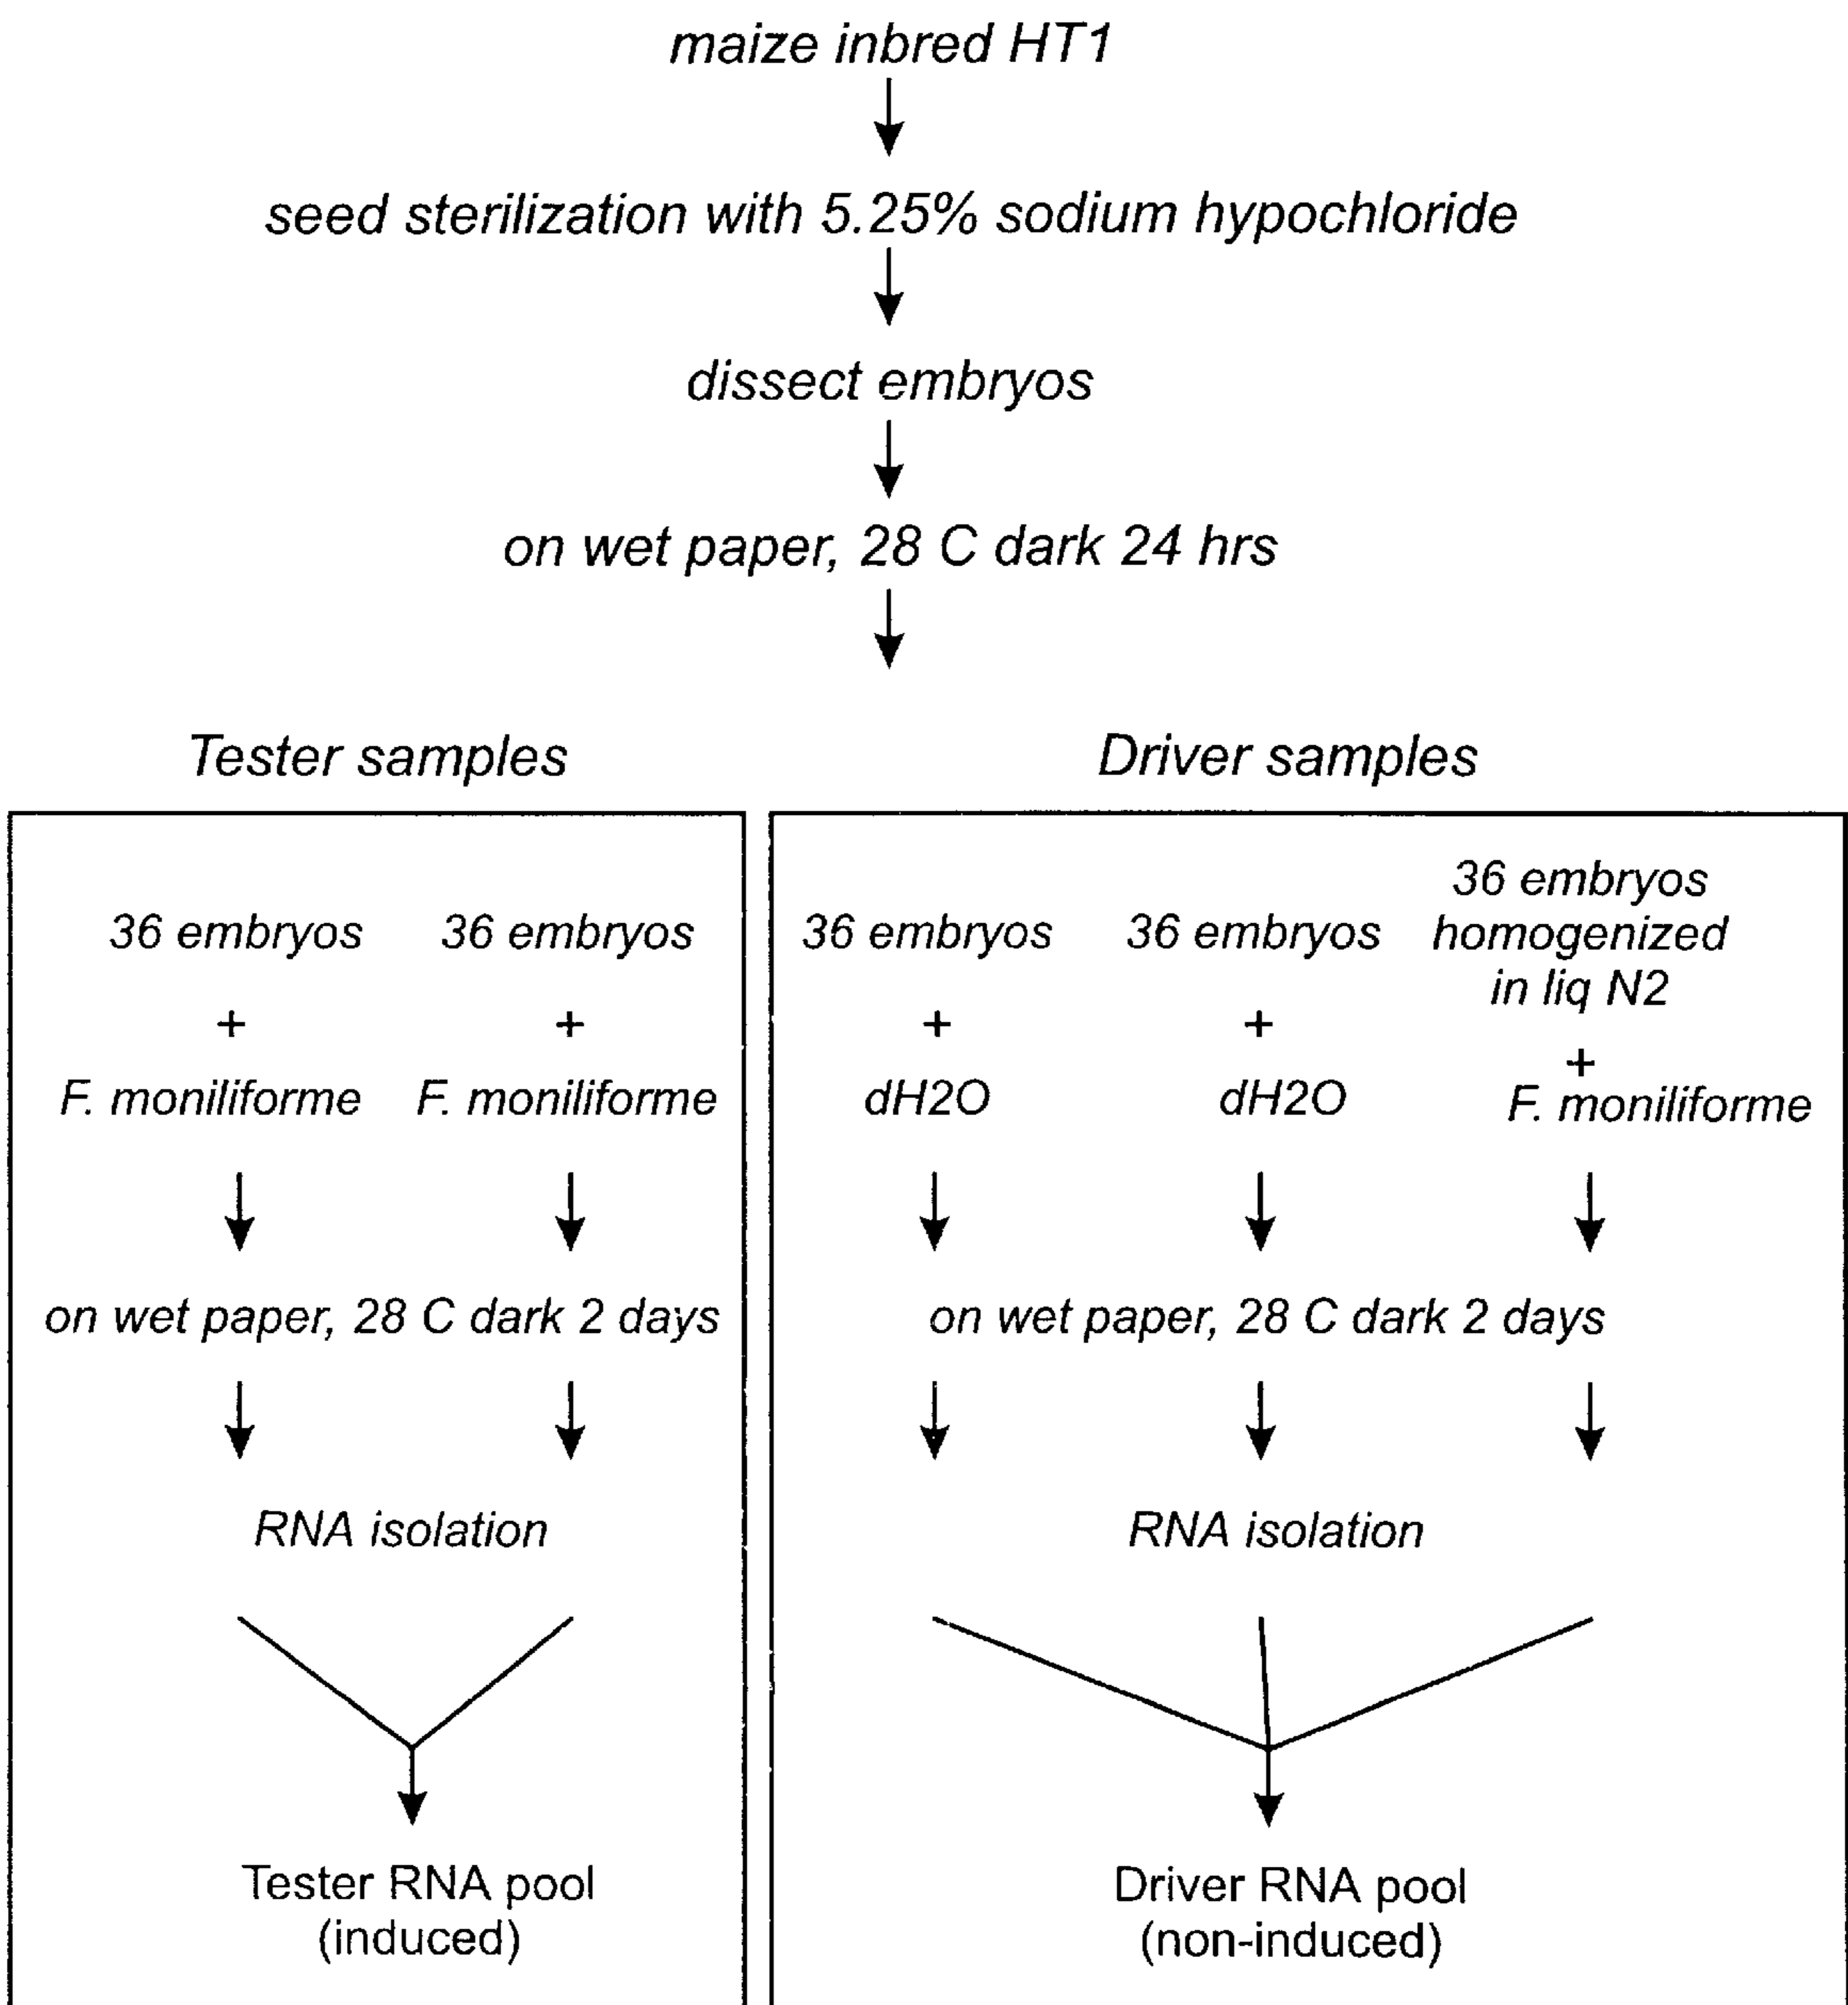 maize inbred HT1
seed sterilization with 5.25% sodium hypochloride
dissect embryos
on wet paper, 28 C dark 24 hrs
Tester samples
36 embryos
+
F. moniliforme
36 embryos
+
F. moniliforme
on wet paper, 28 C dark 2 days
RNA isolation
Tester RNA pool
(induced)
Driver samples
36 embryos
+
dH2O
36 embryos
+
dH2O
36 embryos
homogenized
in liq N2
+
F. moniliforme
on wet paper, 28 C dark 2 days
RNA isolation
Driver RNA pool
(non-induced)